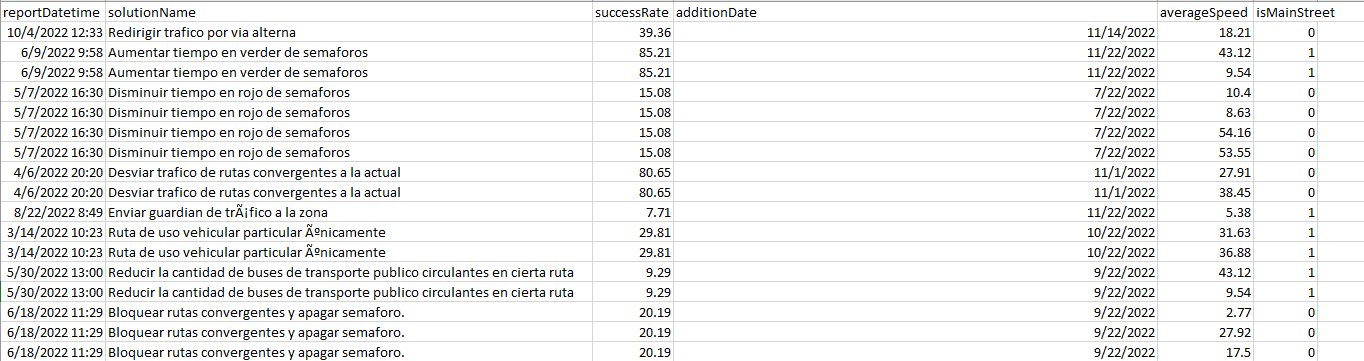 reportDatetime solutionName successRate additionDate averageSpeed isMainStreet
10/4/2022 12:33 Redirigir trafico por via alterna 39.36 11/14/2022 18.21 0
6/9/2022 9:58 Aumentar tiempo en verder de semaforos 85.21 11/22/2022 43.12 1
6/9/2022 9:58 Aumentar tiempo en verder de semaforos 85.21 11/22/2022 9.54 1
5/7/2022 16:30 Disminuir tiempo en rojo de semaforos 15.08 7/22/2022 10.4 0
5/7/2022 16:30 Disminuir tiempo en rojo de semaforos 15.08 7/22/2022 8.63 0
5/7/2022 16:30 Disminuir tiempo en rojo de semaforos 15.08 7/22/2022 54.16 0
5/7/2022 16:30 Disminuir tiempo en rojo de semaforos 15.08 7/22/2022 53.55 0
4/6/2022 20:20 Desviar trafico de rutas convergentes a la actual 80.65 11/1/2022 27.91 0
4/6/2022 20:20 Desviar trafico de rutas convergentes a la actual 80.65 11/1/2022 38.45 0
8/22/2022 8:49 Enviar guardian de trÃ¡fico a la zona 7.71 11/22/2022 5.38 1
3/14/2022 10:23 Ruta de uso vehicular particular Ãºnicamente 29.81 10/22/2022 31.63 1
3/14/2022 10:23 Ruta de uso vehicular particular Ãºnicamente 29.81 10/22/2022 36.88 1
5/30/2022 13:00 Reducir la cantidad de buses de transporte publico circulantes en cierta ruta 9.29 9/22/2022 43.12 1
5/30/2022 13:00 Reducir la cantidad de buses de transporte publico circulantes en cierta ruta 9.29 9/22/2022 9.54 1
6/18/2022 11:29 Bloquear rutas convergentes y apagar semaforo. 20.19 9/22/2022 2.77 0
6/18/2022 11:29 Bloquear rutas convergentes y apagar semaforo. 20.19 9/22/2022 27.92 0
6/18/2022 11:29 Bloquear rutas convergentes y apagar semaforo. 20.19 9/22/2022 17.5 0